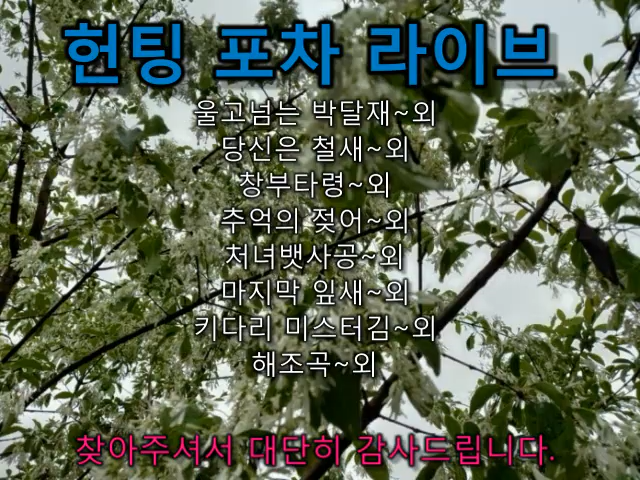 헌팅 포차 라이브
울고넘는 박달재~외
당신은 철새~외
창부타령~외
추억의 젖어~외
처녀뱃사공~외
마지막 잎새~외
키다리 미스터김~외
해조곡~외
찾아주셔서 대단히 감사드립니다.